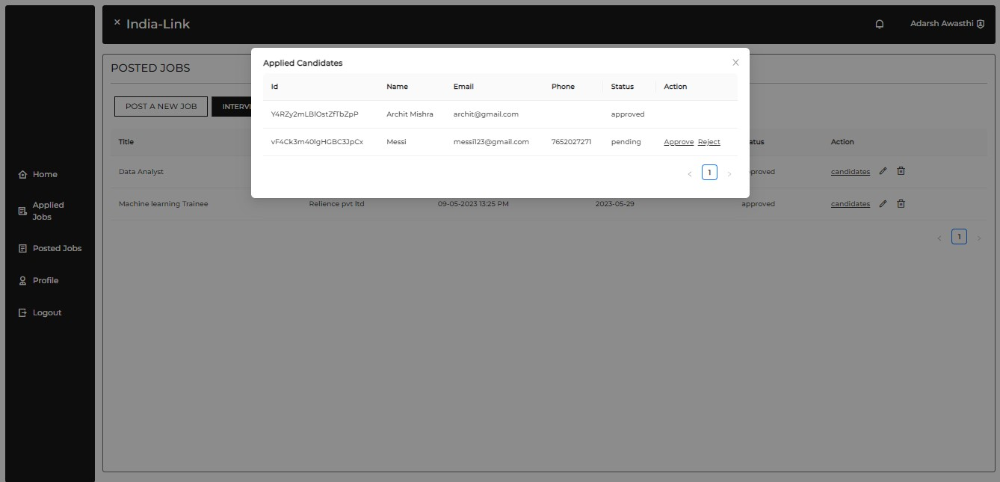 × India-Link
Adarsh Awasthi
Home
Applied
Jobs
Posted Jobs
Profile
Logout
POSTED JOBS
POST A NEW JOB INTERVI
Title atus Action
Data Analyst proved candidates
Machine learning Trainee Relience pvt ltd 09-05-2023 13:25 PM 2023-05-29 approved candidates
< 1 >
Applied Candidates X
Id Name Email Phone Status Action
Y4RZy2mLBlOstZfTbZpP Archit Mishra archit@gmail.com approved
vF4Ck3m40IgHGBC3JpCx Messi messi123@gmail.com 7652027271 pending Approve Reject
< 1 >